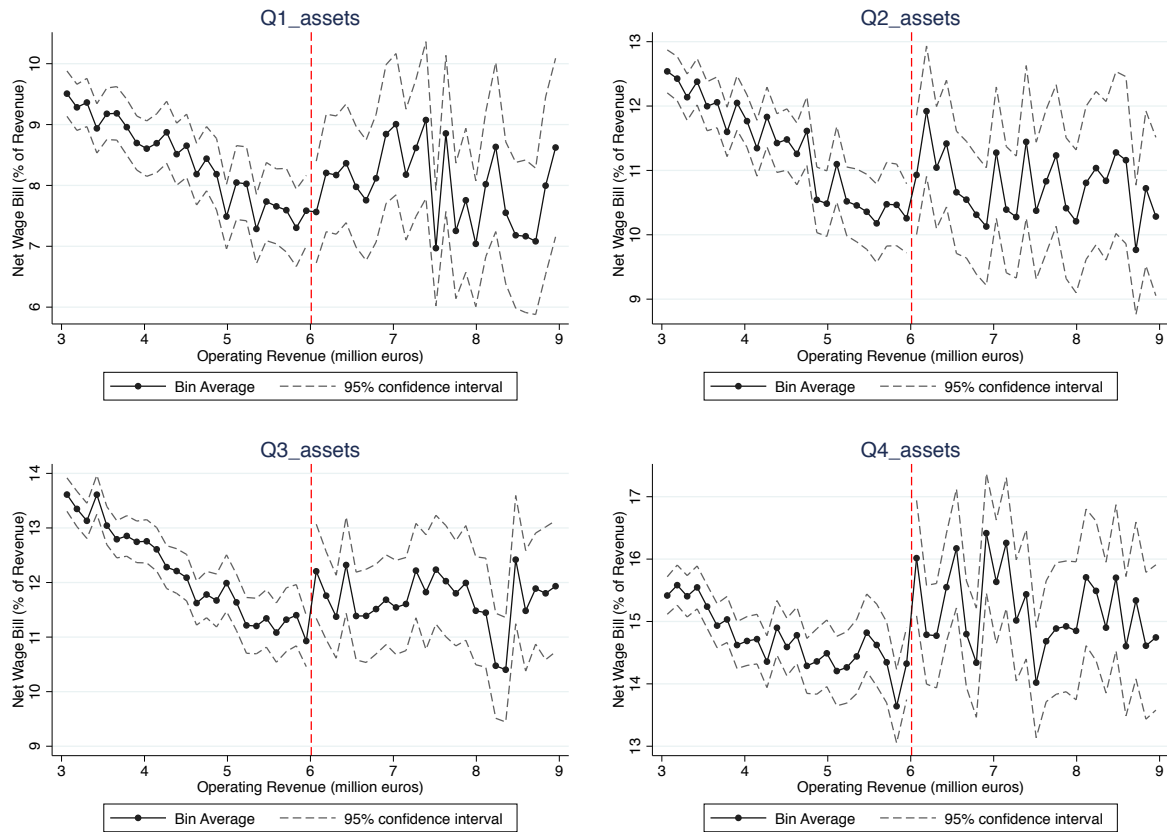 Q1_assets
Net Wage Bill (% of Revenue)
10
9
8
7
6
3 4 5 6 7 8 9
Operating Revenue (million euros)
Bin Average 95% confidence interval
Q2_assets
Net Wage Bill (% of Revenue)
13
12
11
10
9
3 4 5 6 7 8 9
Operating Revenue (million euros)
Bin Average 95% confidence interval
Q3_assets
Net Wage Bill (% of Revenue)
14
13
12
11
10
9
3 4 5 6 7 8 9
Operating Revenue (million euros)
Bin Average 95% confidence interval
Q4_assets
Net Wage Bill (% of Revenue)
17
16
15
14
13
3 4 5 6 7 8 9
Operating Revenue (million euros)
Bin Average 95% confidence interval